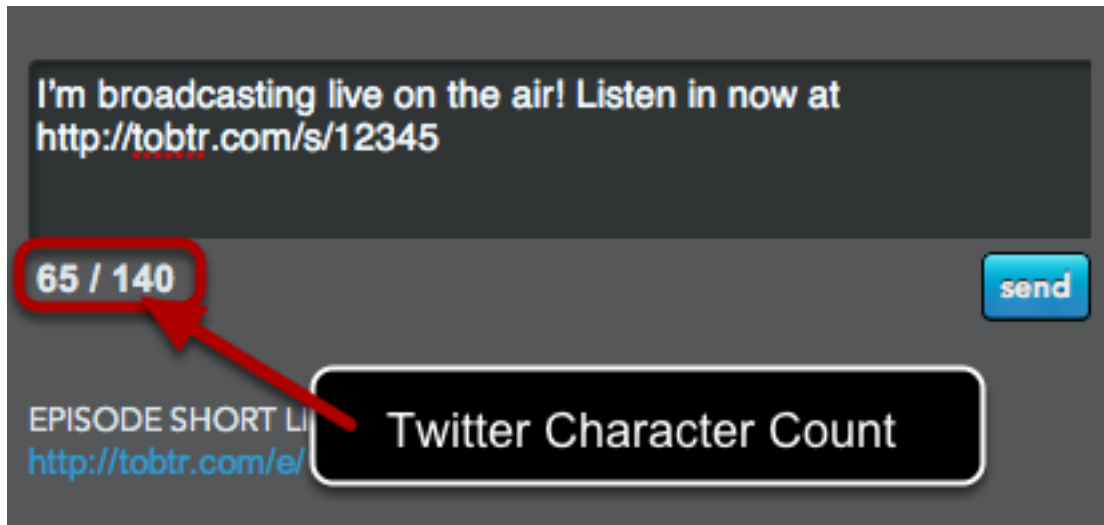 I'm broadcasting live on the air! Listen in now at
http://tobtr.com/s/12345
65 / 140
send
EPISODE SHORT
Twitter Character Count
http://tobtr.com/e/